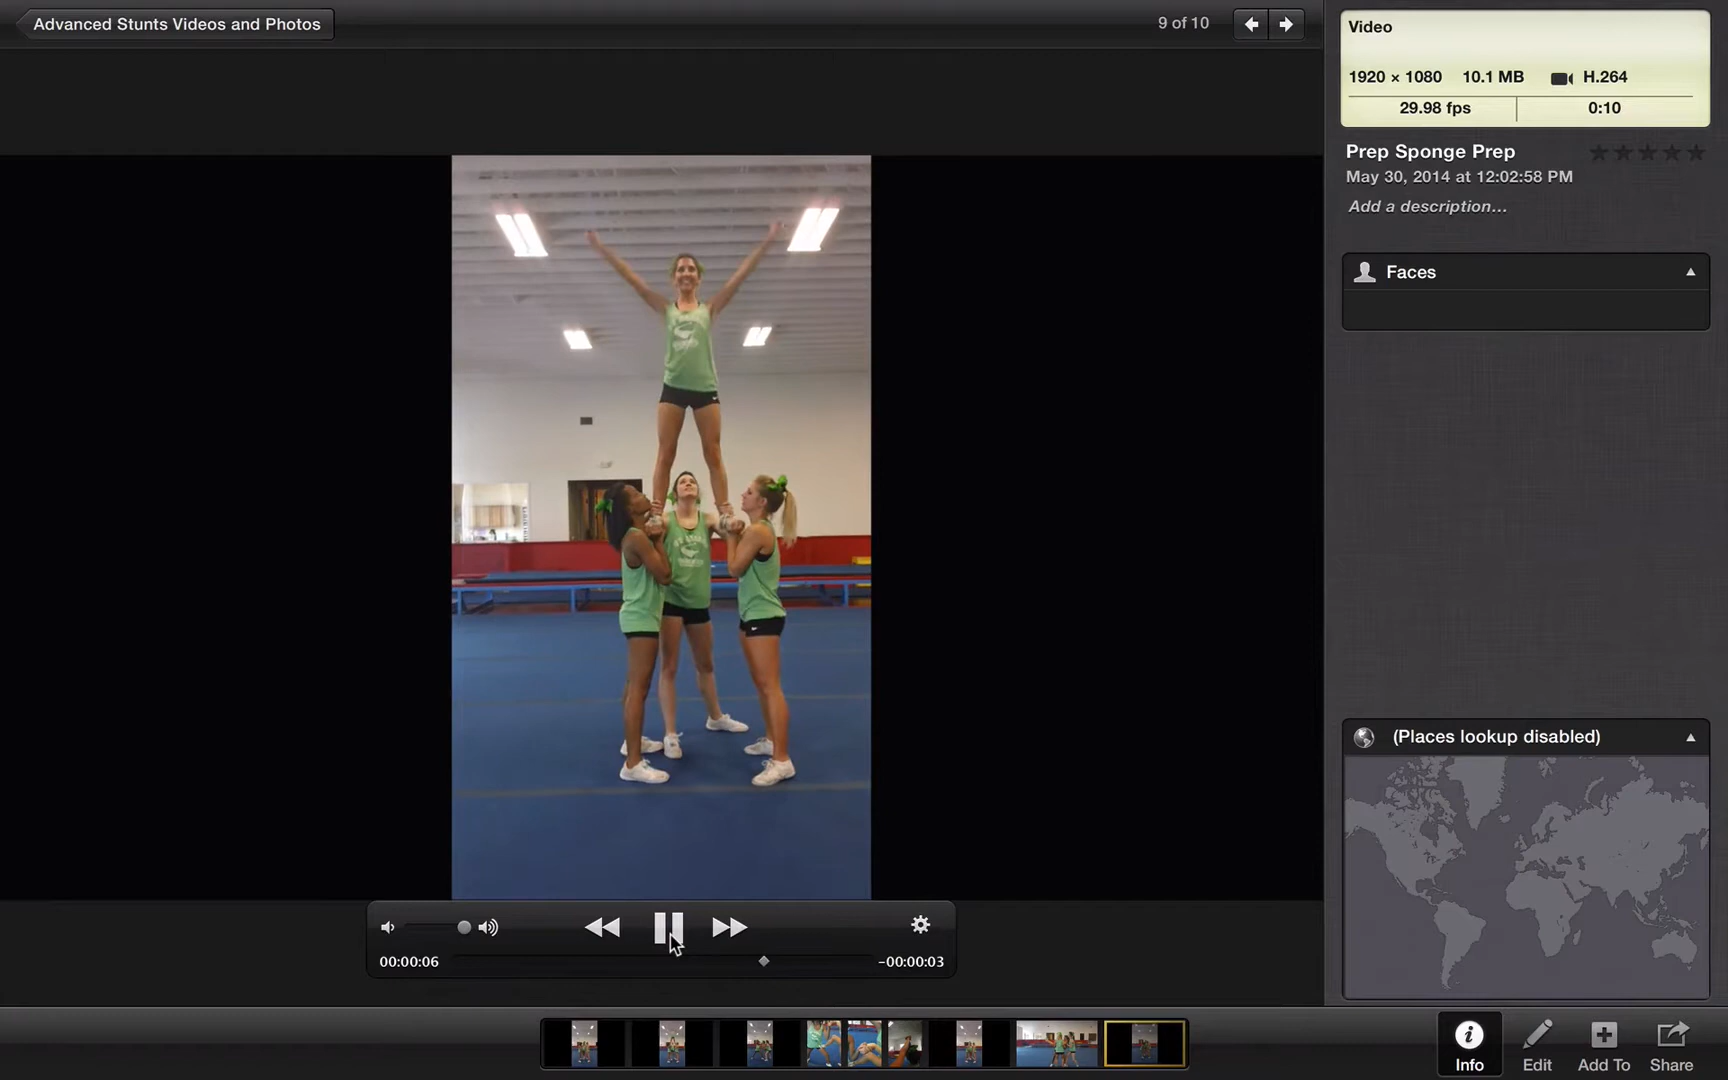 Advanced Stunts Videos and Photos
9 of 10
Video
1920 × 1080 10.1 MB H.264
29.98 fps 0:10
Prep Sponge Prep
May 30, 2014 at 12:02:58 PM
Add a description...
Faces
(Places lookup disabled)
00:00:06
-00:00:03
Info
Edit
Add To
Share